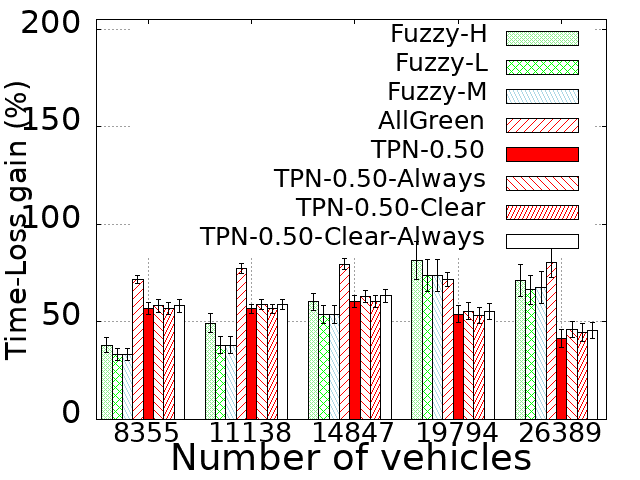 200
150
100
50
0
Time-Loss gain (%)
Fuzzy-H
Fuzzy-L
Fuzzy-M
AllGreen
TPN-0.50
TPN-0.50-Always
TPN-0.50-Clear
TPN-0.50-Clear-Always
8355 11138 14847 19794 26389
Number of vehicles